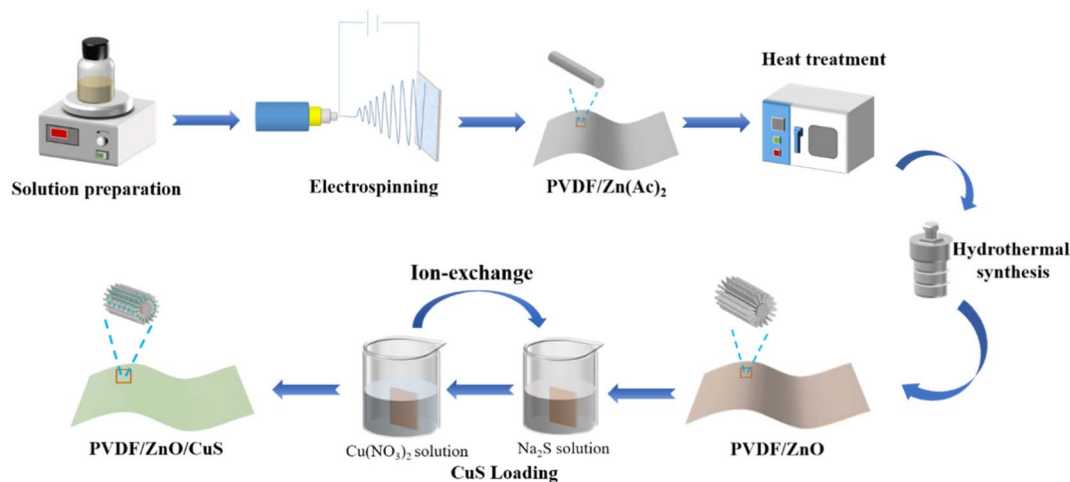 Heat treatment
Solution preparation
Electrospinning
PVDF/Zn(Ac)₂
Hydrothermal
synthesis
Ion-exchange
PVDF/ZnO/CuS
Cu(NO₃)₂ solution
Na₂S solution
CuS Loading
PVDF/ZnO